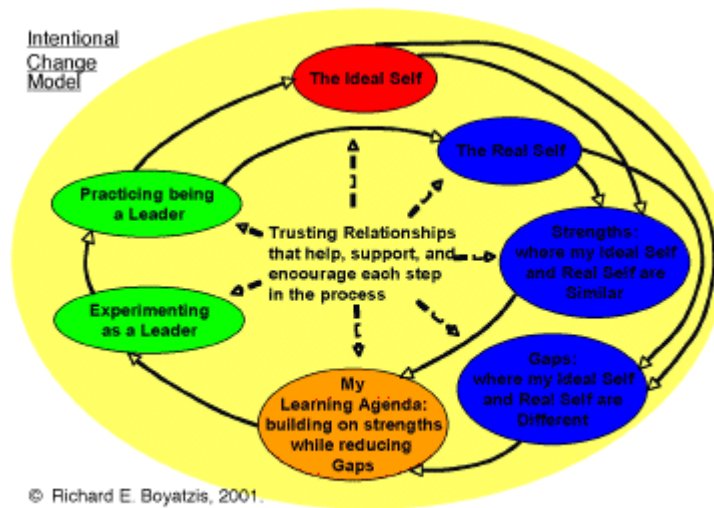 Intentional
Change
Model
The Ideal Self
The Real Self
Practicing being
a Leader
Trusting Relationships
that help, support, and
encourage each step
in the process
Strengths:
where my Ideal Self
and Real Self are
Similar
Experimenting
as a Leader
Gaps:
where my Ideal Self
and Real Self are
Different
My
Learning Agenda:
building on strengths
while reducing
Gaps
© Richard E. Boyatzis, 2001.